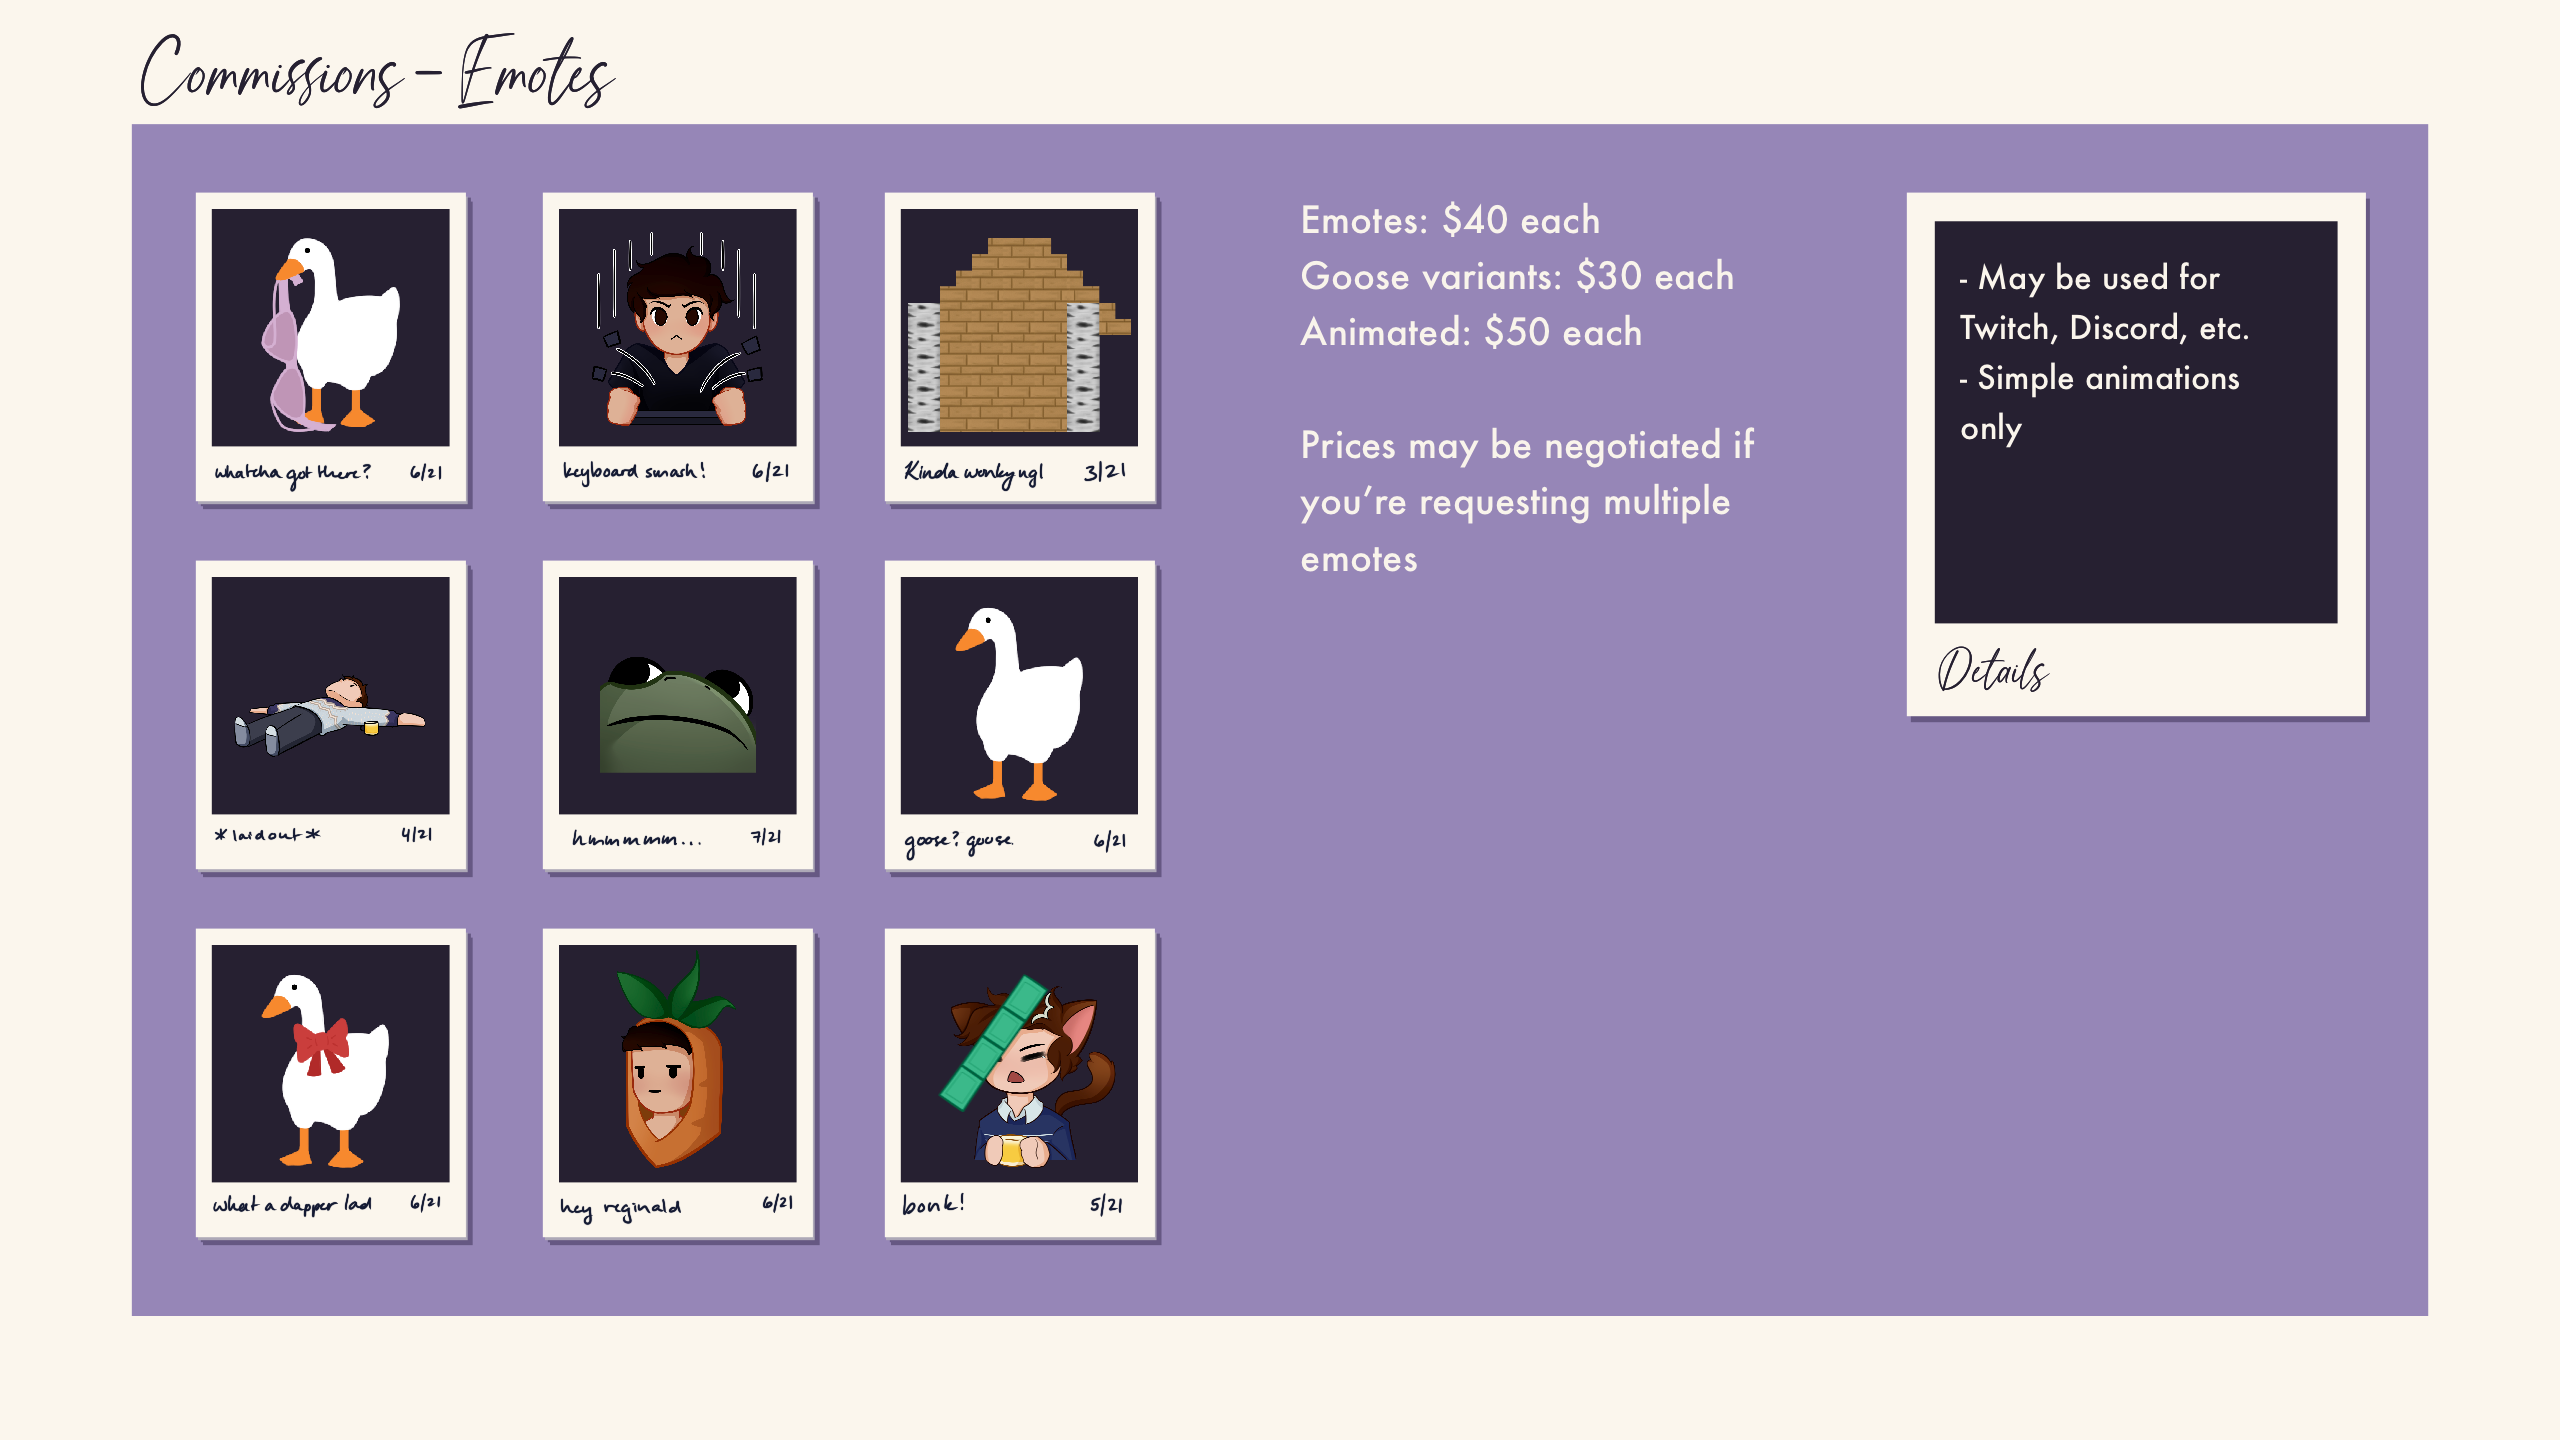 Commissions - Emotes
whatcha got there? 6/21
keyboard smash! 6/21
Kinda wonky ngl 3/21
*laid out* 4/21
hmmmmm... 7/21
goose? goose. 6/21
what a dapper lad 6/21
hey reginald 6/21
bonk! 5/21
Emotes: $40 each
Goose variants: $30 each
Animated: $50 each
Prices may be negotiated if
you’re requesting multiple
emotes
- May be used for
Twitch, Discord, etc.
- Simple animations
only
Details